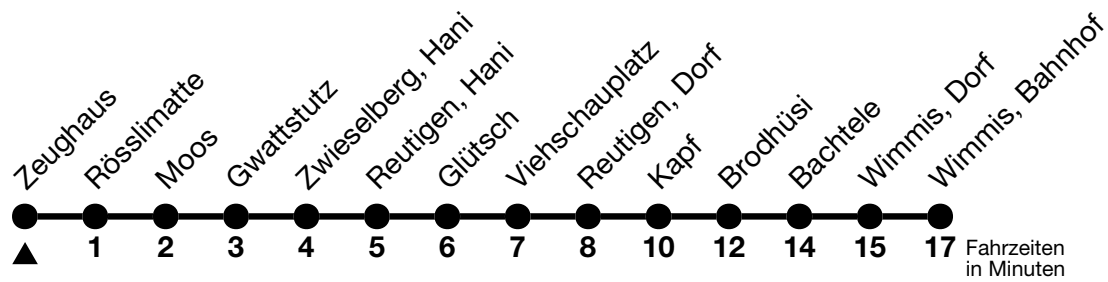 Zeughaus
Rösslimatte
Moos
Gwattstutz
Zwieselberg, Hani
Reutigen, Hani
Glütsch
Viehschauplatz
Reutigen, Dorf
Kapf
Brodhüsi
Bachtele
Wimmis, Dorf
Wimmis, Bahnhof
1 2 3 4 5 6 7 8 10 12 14 15 17
Fahrzeiten
in Minuten